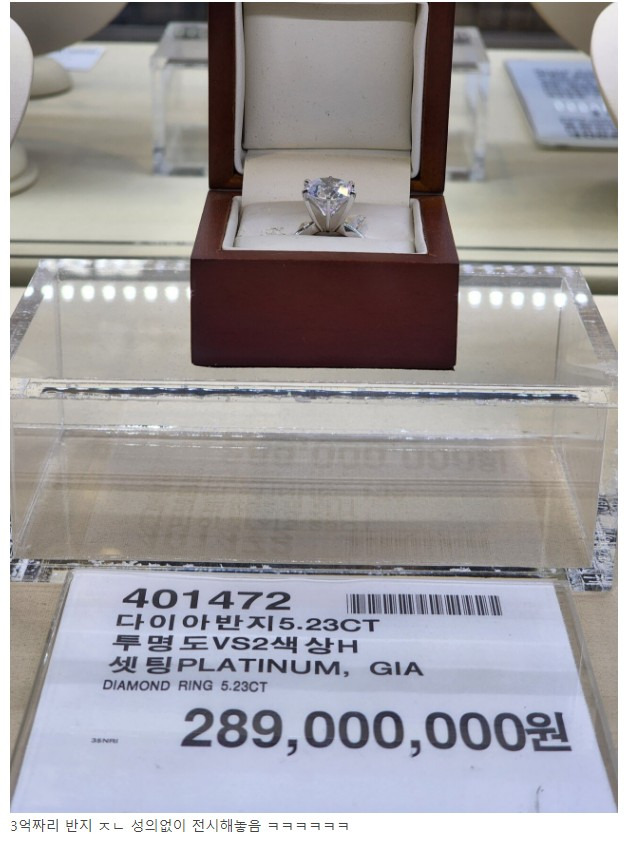 401472
다이아반지5.23CT
투명도VS2색상H
셋팅PLATINUM, GIA
DIAMOND RING 5.23CT
289,000,000원
3억짜리 반지 ㅈㄴ 성의없이 전시해놓음 ㅋㅋㅋㅋㅋㅋ